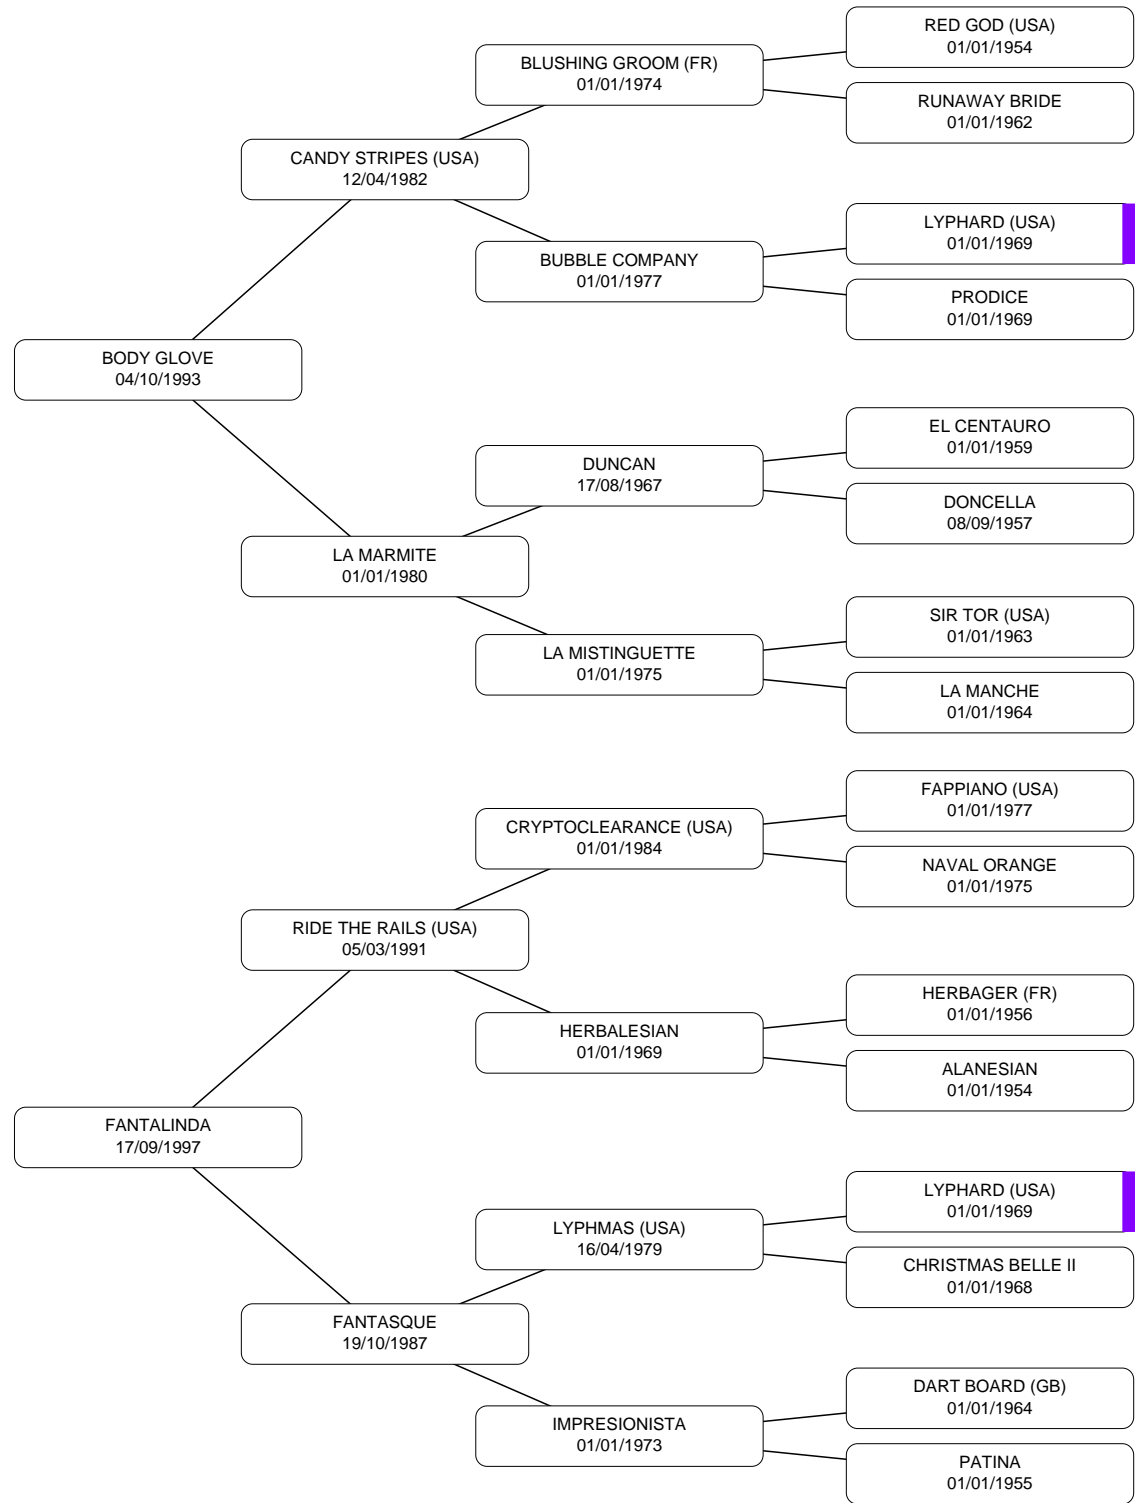 RED GOD (USA)
01/01/1954
BLUSHING GROOM (FR)
01/01/1974
RUNAWAY BRIDE
01/01/1962
CANDY STRIPES (USA)
12/04/1982
LYPHARD (USA)
01/01/1969
BUBBLE COMPANY
01/01/1977
PRODICE
01/01/1969
BODY GLOVE
04/10/1993
EL CENTAURO
01/01/1959
DUNCAN
17/08/1967
DONCELLA
08/09/1957
LA MARMITE
01/01/1980
SIR TOR (USA)
01/01/1963
LA MISTINGUETTE
01/01/1975
LA MANCHE
01/01/1964
FAPPIANO (USA)
01/01/1977
CRYPTOCLEARANCE (USA)
01/01/1984
NAVAL ORANGE
01/01/1975
RIDE THE RAILS (USA)
05/03/1991
HERBAGER (FR)
01/01/1956
HERBALESIAN
01/01/1969
ALANESIAN
01/01/1954
FANTALINDA
17/09/1997
LYPHARD (USA)
01/01/1969
LYPHMAS (USA)
16/04/1979
CHRISTMAS BELLE II
01/01/1968
FANTASQUE
19/10/1987
DART BOARD (GB)
01/01/1964
IMPRESIONISTA
01/01/1973
PATINA
01/01/1955